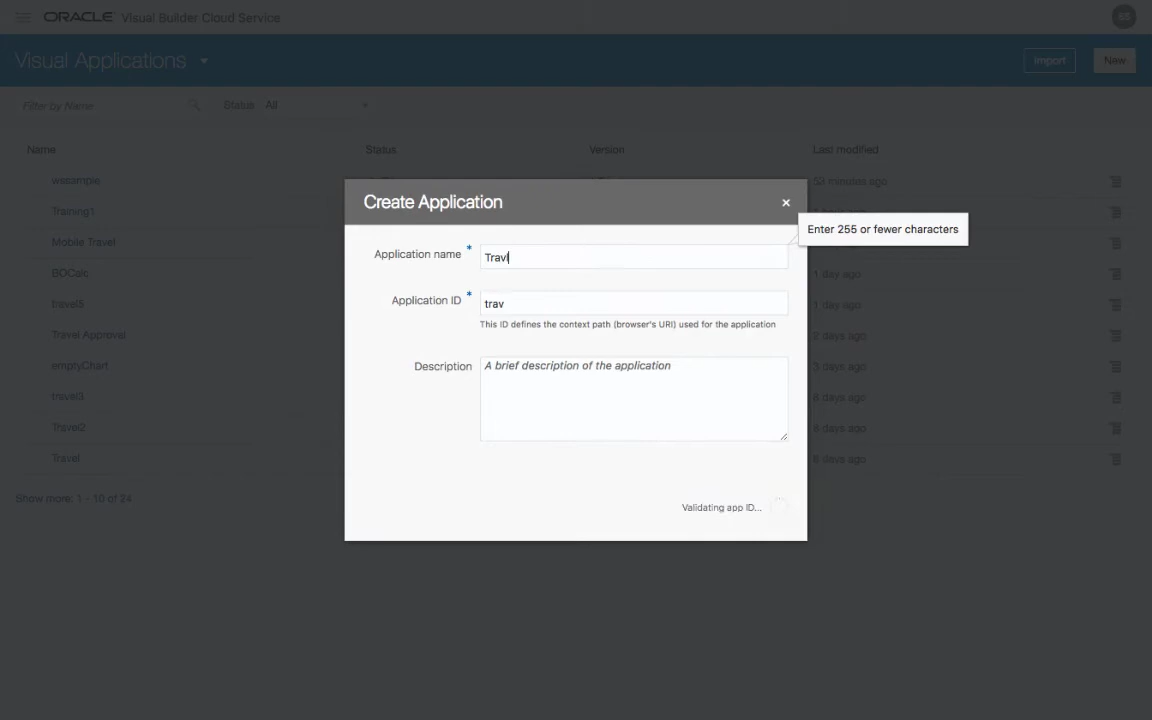 ORACLE Visual Builder Cloud Service SS
Visual Applications Import New
Filter by Name Status All
Name Status Version Last modified
wssample 53 minutes ago
Training1
Mobile Travel
BOCalc 1 day ago
travel5 1 day ago
Travel Approval 2 days ago
emptyChart 3 days ago
travel3 8 days ago
Travel2 8 days ago
Travel 8 days ago
Show more: 1 - 10 of 24
Create Application ×
Enter 255 or fewer characters
Application name * Travl
Application ID * trav
This ID defines the context path (browser's URI) used for the application
Description A brief description of the application
Validating app ID...